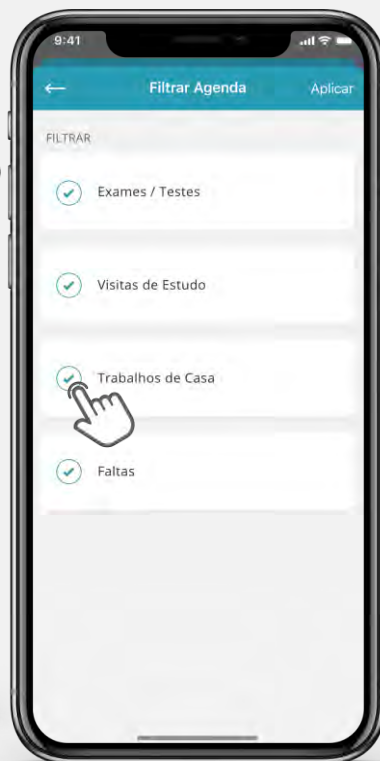 9:41
Filtrar Agenda
Aplicar
FILTRAR
Exames / Testes
Visitas de Estudo
Trabalhos de Casa
Faltas